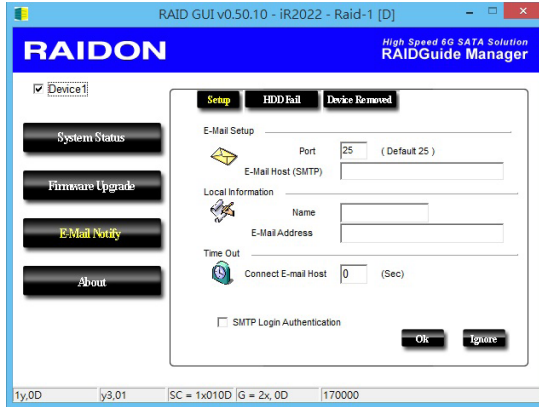 RAID GUI v0.50.10 - iR2022 - Raid-1 [D]
RAIDON
High Speed 6G SATA Solution
RAIDGuide Manager
Device1
System Status
Firmware Upgrade
E-Mail Notify
About
Setup HDD Fail Device Removed
E-Mail Setup
Port 25 ( Default 25 )
E-Mail Host (SMTP)
Local Information
Name
E-Mail Address
Time Out
Connect E-mail Host 0 (Sec)
SMTP Login Authentication
Ok Ignore
1y,0D y3,01 SC = 1x010D G = 2x, 0D 170000